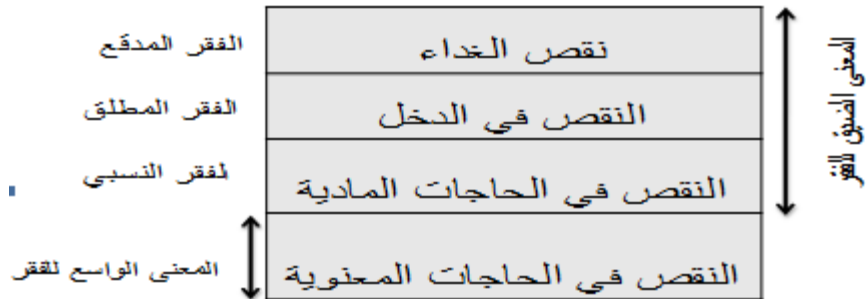 الفقر المدقع
نقص الغداء
الفقر المطلق
النقص في الدخل
لفقر النسبي
النقص في الحاجات المادية
المعنى الواسع للفقر
النقص في الحاجات المعنوية
المعنى الضيق للفقر